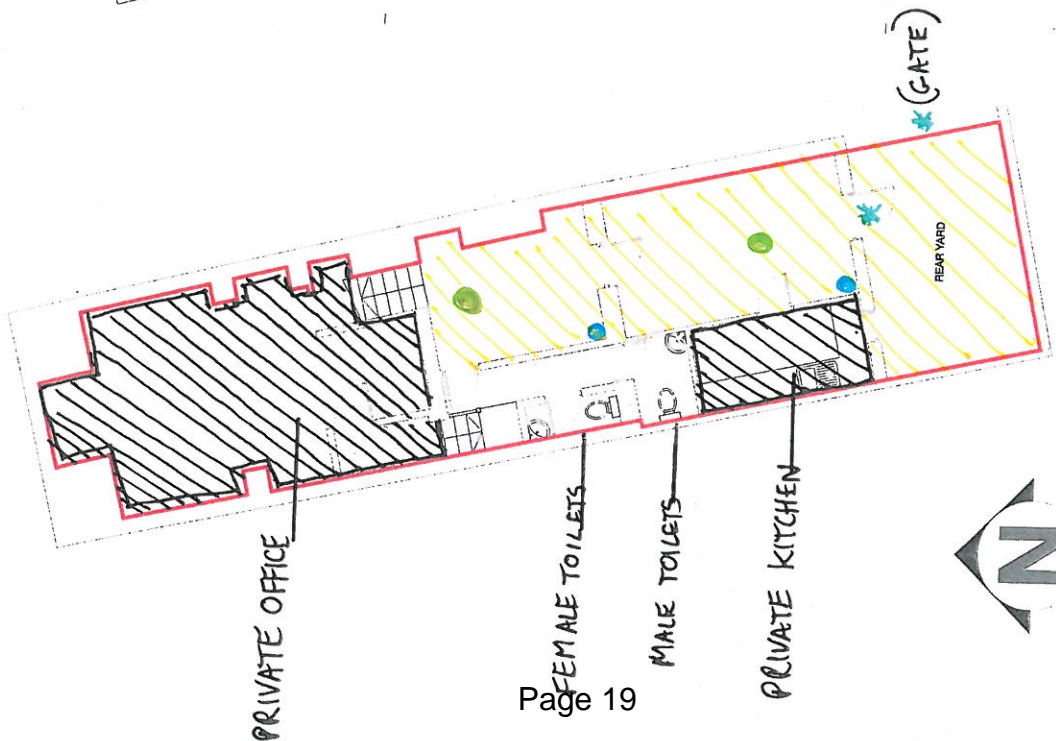 (GATE)
REAR YARD
PRIVATE OFFICE
FEMALE TOILETS
MALE TOILETS
PRIVATE KITCHEN
N
Page 19